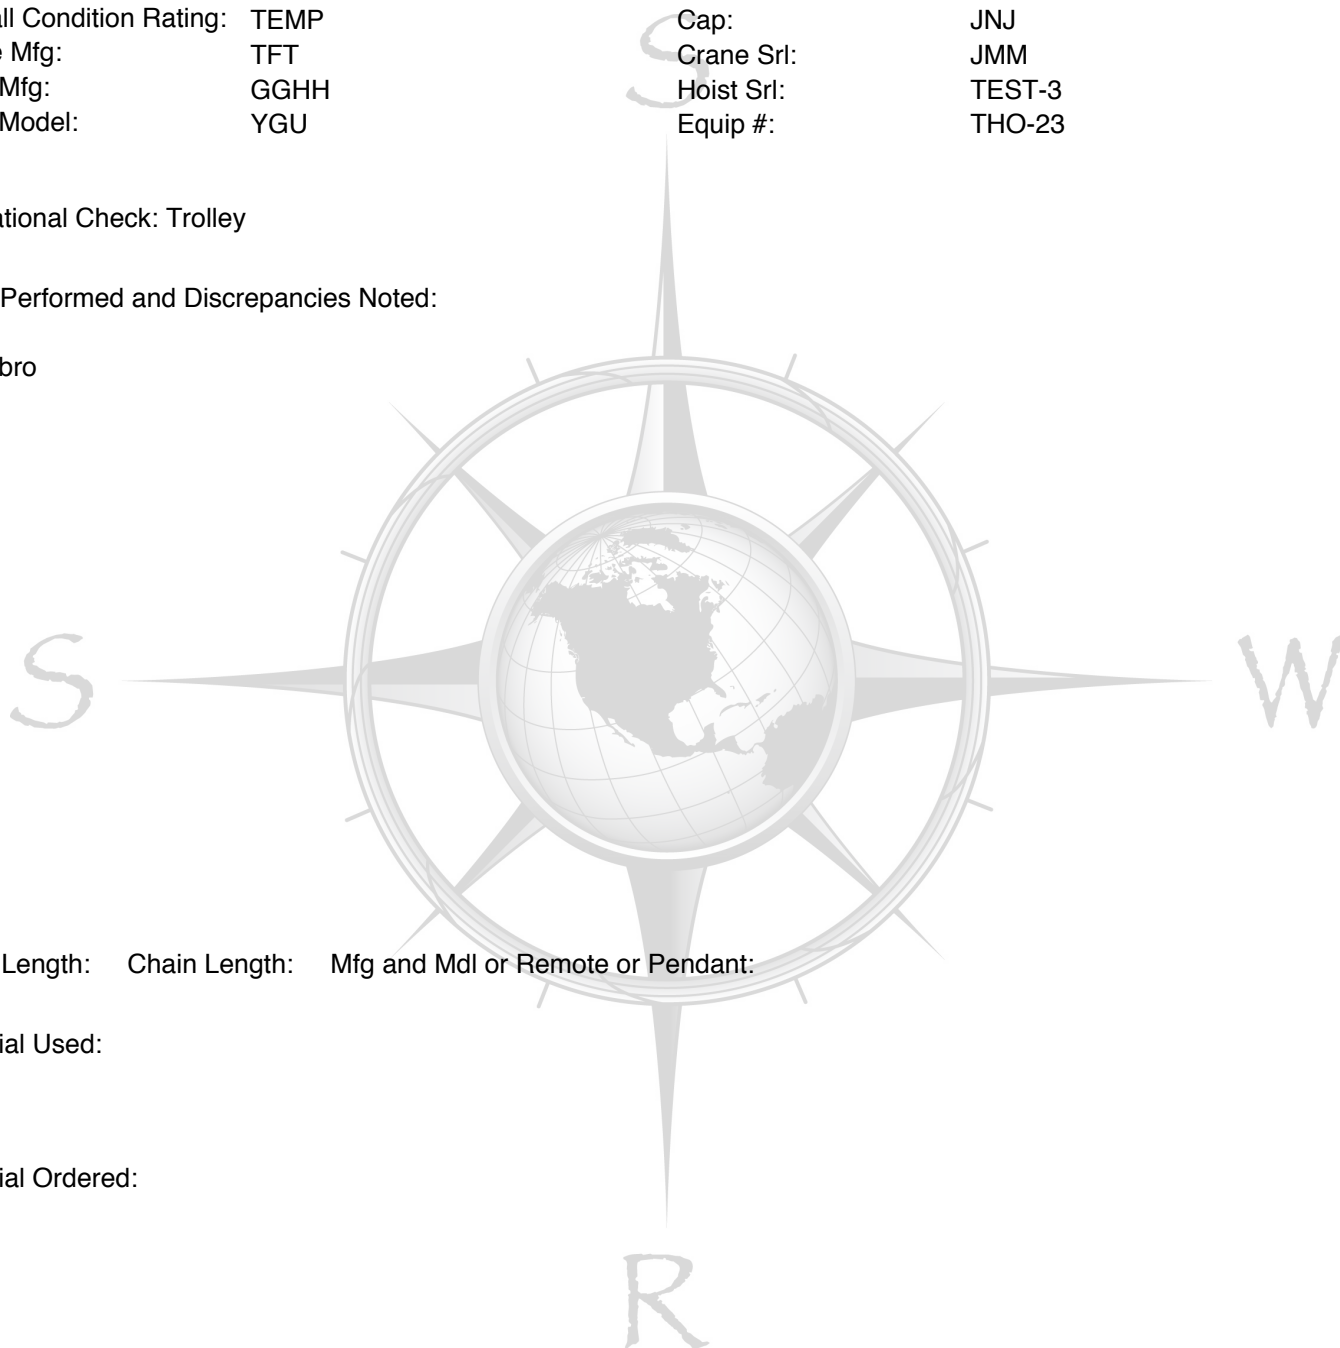 all Condition Rating: TEMP Cap: JNJ
e Mfg: TFT Crane Srl: JMM
Mfg: GGHH Hoist Srl: TEST-3
Model: YGU Equip #: THO-23
S
ational Check: Trolley
Performed and Discrepancies Noted:
bro
S W
Length: Chain Length: Mfg and Mdl or Remote or Pendant:
ial Used:
ial Ordered:
R